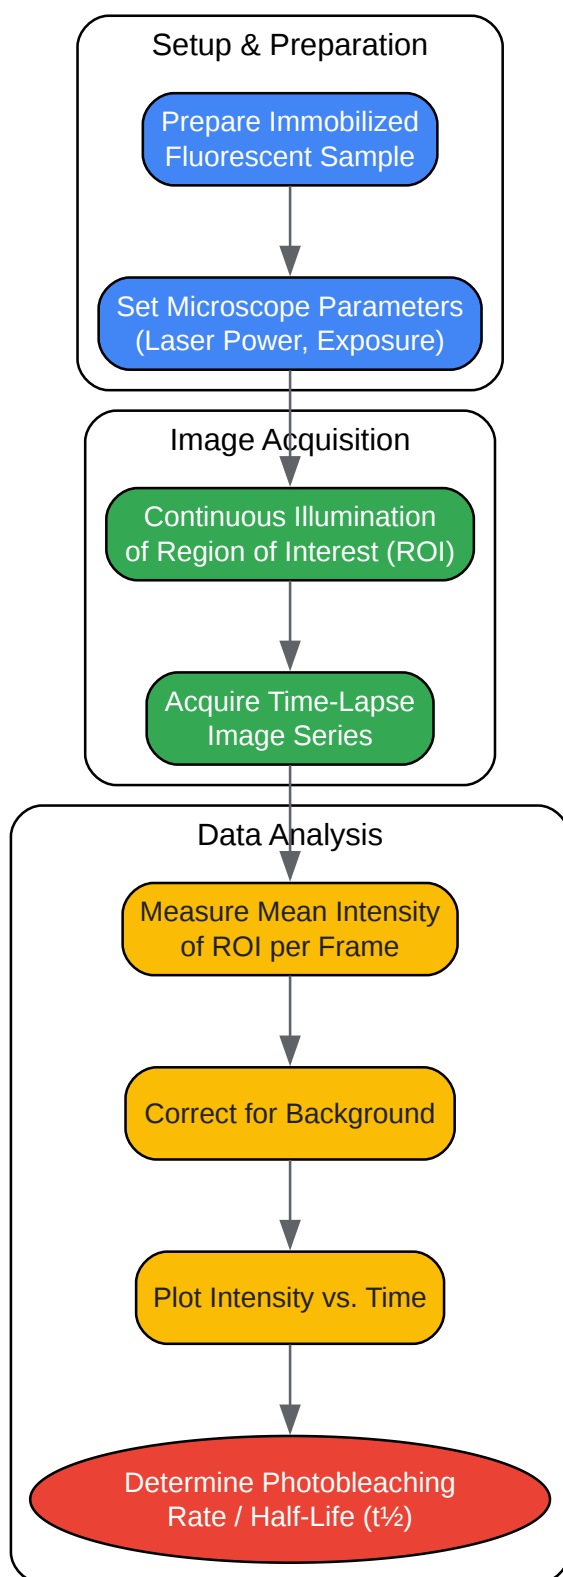 Setup & Preparation
Prepare Immobilized
Fluorescent Sample
Set Microscope Parameters
(Laser Power, Exposure)
Image Acquisition
Continuous Illumination
of Region of Interest (ROI)
Acquire Time-Lapse
Image Series
Data Analysis
Measure Mean Intensity
of ROI per Frame
Correct for Background
Plot Intensity vs. Time
Determine Photobleaching
Rate / Half-Life (t½)